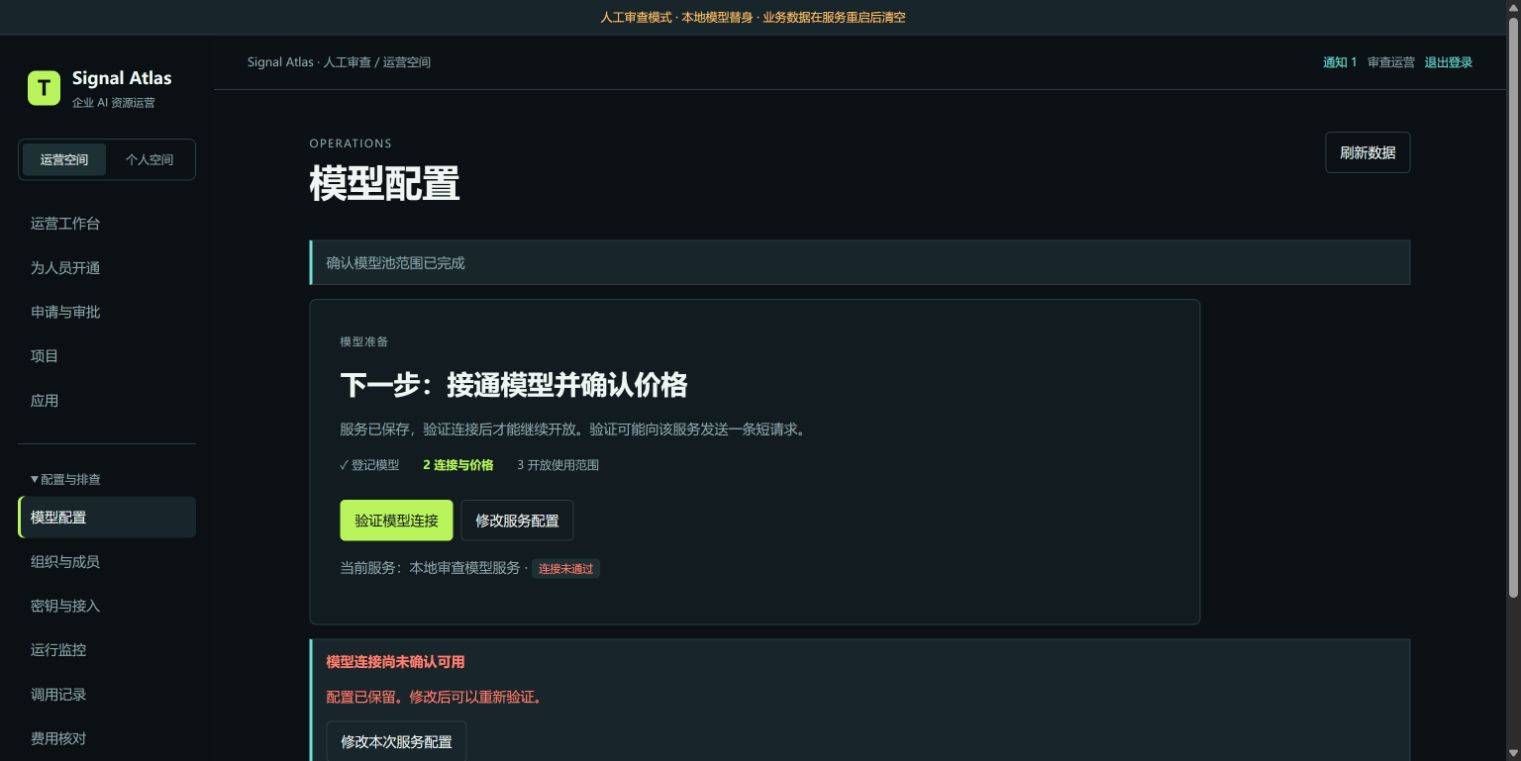 人工审查模式 · 本地模型替身 · 业务数据在服务重启后清空
T
Signal Atlas
企业 AI 资源运营
运营空间 个人空间
运营工作台
为人员开通
申请与审批
项目
应用
▼配置与排查
模型配置
组织与成员
密钥与接入
运行监控
调用记录
费用核对
Signal Atlas · 人工审查 / 运营空间
通知 1 审查运营 退出登录
OPERATIONS
模型配置
刷新数据
确认模型池范围已完成
模型准备
下一步：接通模型并确认价格
服务已保存，验证连接后才能继续开放。验证可能向该服务发送一条短请求。
✓ 登记模型 2 连接与价格 3 开放使用范围
验证模型连接 修改服务配置
当前服务：本地审查模型服务 · 连接未通过
模型连接尚未确认可用
配置已保留。修改后可以重新验证。
修改本次服务配置